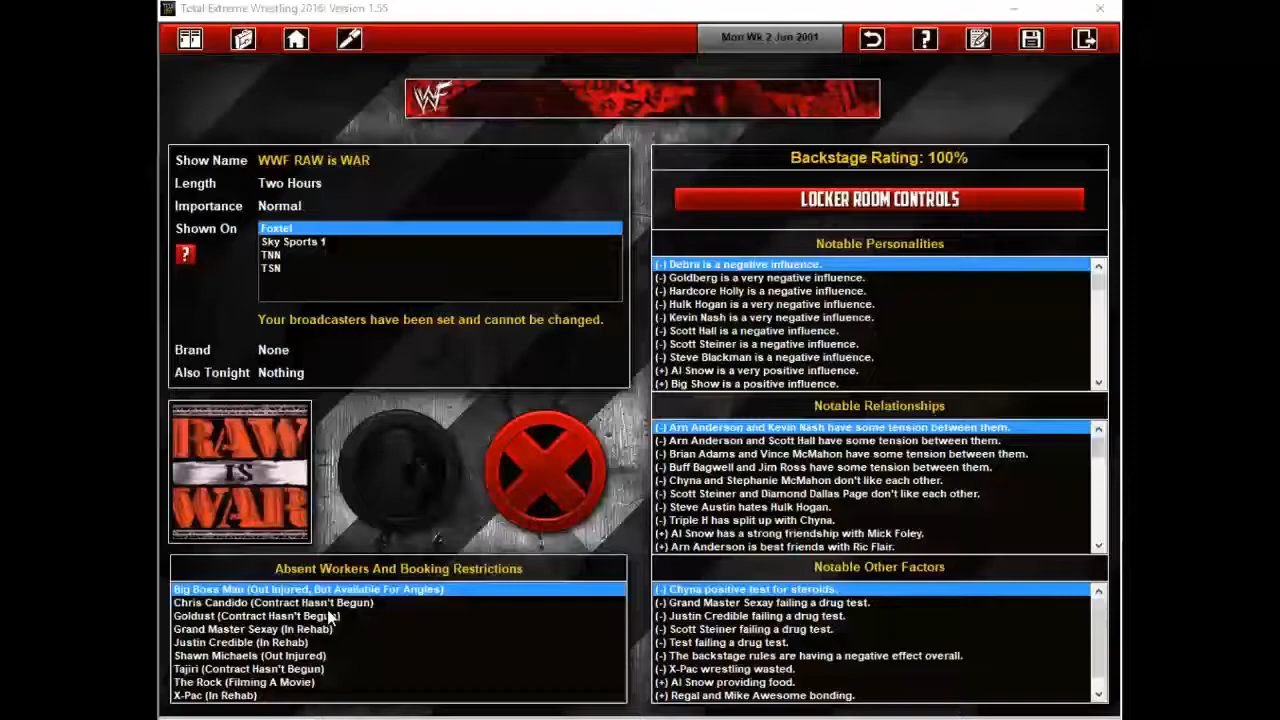 Total Extreme Wrestling 2016: Version 1.55
Mon Wk 2 Jun 2001
WF
Show Name WWF RAW is WAR
Length Two Hours
Importance Normal
Shown On Foxtel
Sky Sports 1
TNN
TSN
Your broadcasters have been set and cannot be changed.
Brand None
Also Tonight Nothing
RAW
IS
WAR
Absent Workers And Booking Restrictions
Big Boss Man (Out Injured, But Available For Angles)
Chris Candido (Contract Hasn't Begun)
Goldust (Contract Hasn't Begun)
Grand Master Sexay (In Rehab)
Justin Credible (In Rehab)
Shawn Michaels (Out Injured)
Tajiri (Contract Hasn't Begun)
The Rock (Filming A Movie)
X-Pac (In Rehab)
Backstage Rating: 100%
LOCKER ROOM CONTROLS
Notable Personalities
(-) Debra is a negative influence.
(-) Goldberg is a very negative influence.
(-) Hardcore Holly is a negative influence.
(-) Hulk Hogan is a very negative influence.
(-) Kevin Nash is a very negative influence.
(-) Scott Hall is a negative influence.
(-) Scott Steiner is a negative influence.
(-) Steve Blackman is a negative influence.
(+) Al Snow is a very positive influence.
(+) Big Show is a positive influence.
Notable Relationships
(-) Arn Anderson and Kevin Nash have some tension between them.
(-) Arn Anderson and Scott Hall have some tension between them.
(-) Brian Adams and Vince McMahon have some tension between them.
(-) Buff Bagwell and Jim Ross have some tension between them.
(-) Chyna and Stephanie McMahon don't like each other.
(-) Scott Steiner and Diamond Dallas Page don't like each other.
(-) Steve Austin hates Hulk Hogan.
(-) Triple H has split up with Chyna.
(+) Al Snow has a strong friendship with Mick Foley.
(+) Arn Anderson is best friends with Ric Flair.
Notable Other Factors
(-) Chyna positive test for steroids.
(-) Grand Master Sexay failing a drug test.
(-) Justin Credible failing a drug test.
(-) Scott Steiner failing a drug test.
(-) Test failing a drug test.
(-) The backstage rules are having a negative effect overall.
(-) X-Pac wrestling wasted.
(+) Al Snow providing food.
(+) Regal and Mike Awesome bonding.